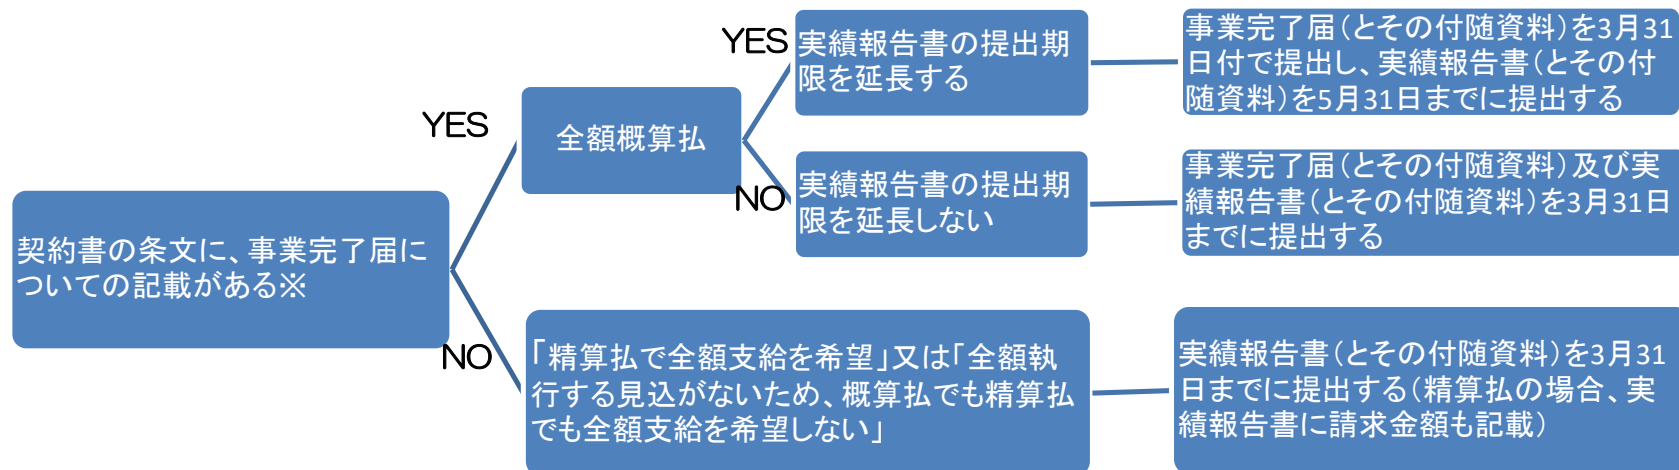 契約書の条文に、事業完了届に
ついての記載がある※
YES
全額概算払
YES
実績報告書の提出期
限を延長する
事業完了届(とその付随資料)を3月31
日付で提出し、実績報告書(とその付
随資料)を5月31日までに提出する
NO
実績報告書の提出期
限を延長しない
事業完了届(とその付随資料)及び実
績報告書(とその付随資料)を3月31日
までに提出する
NO
「精算払で全額支給を希望」又は「全額執
行する見込がないため、概算払でも精算払
でも全額支給を希望しない」
実績報告書(とその付随資料)を3月31
日までに提出する(精算払の場合、実
績報告書に請求金額も記載)